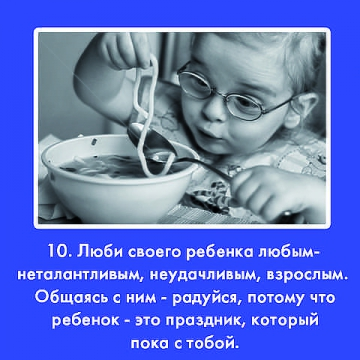 10. Люби своего ребенка любым-
неталантливым, неудачливым, взрослым.
Общаясь с ним - радуйся, потому что
ребенок - это праздник, который
пока с тобой.